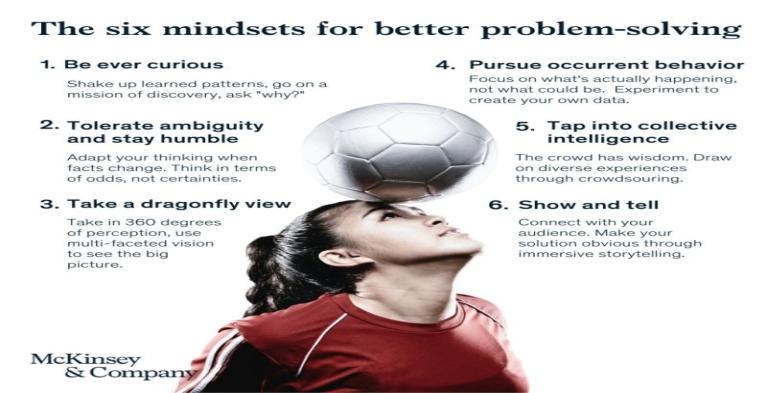 The six mindsets for better problem-solving
1. Be ever curious
Shake up learned patterns, go on a
mission of discovery, ask "why?"
2. Tolerate ambiguity
and stay humble
Adapt your thinking when
facts change. Think in terms
of odds, not certainties.
3. Take a dragonfly view
Take in 360 degrees
of perception, use
multi-faceted vision
to see the big
picture.
4. Pursue occurrent behavior
Focus on what's actually happening,
not what could be. Experiment to
create your own data.
5. Tap into collective
intelligence
The crowd has wisdom. Draw
on diverse experiences
through crowdsouring.
6. Show and tell
Connect with your
audience. Make your
solution obvious through
immersive storytelling.
McKinsey
& Company